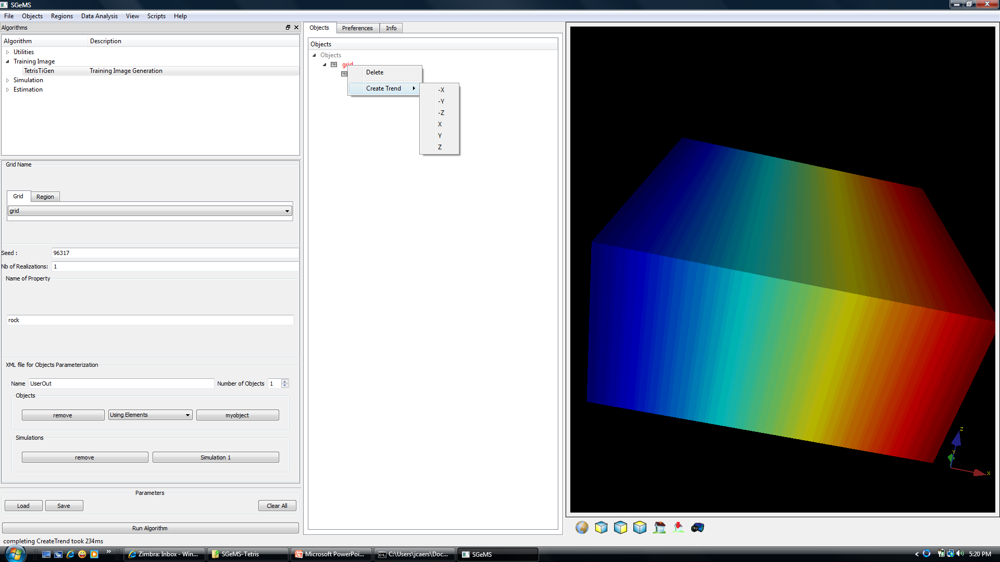 SGeMS
File Objects Regions Data Analysis View Scripts Help
Algorithms
Algorithm Description
Utilities
Training Image
TetrisTiGen Training Image Generation
Simulation
Estimation
Grid Name
Grid Region
grid
Seed : 96317
Nb of Realizations: 1
Name of Property
rock
XML file for Objects Parameterization
Name UserOut Number of Objects 1
Objects
remove Using Elements myobject
Simulations
remove Simulation 1
Parameters
Load Save Clear All
Run Algorithm
completing CreateTrend took 234ms
Objects Preferences Info
Objects
Objects
grid
Delete
Create Trend
-X
-Y
-Z
X
Y
Z
Z
X
Zimbra: Inbox - Win... SGeMS-Tetris Microsoft PowerPoi... C:\Users\jcaers\Doc... SGeMS 5:20 PM